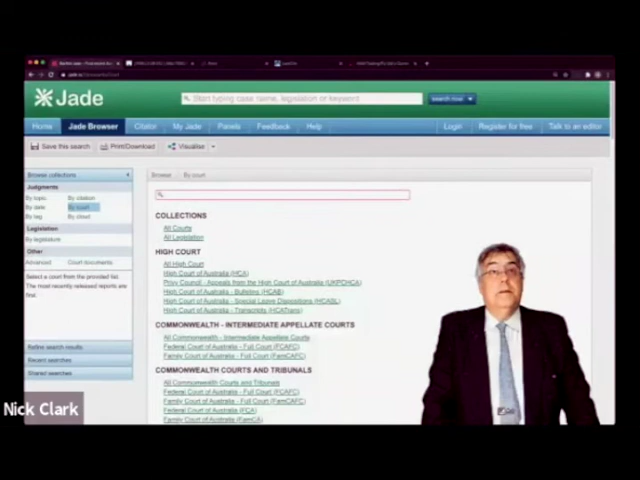 Jade
Start typing case name, legislation or keyword
search now
Home
Jade Browser
Citator
My Jade
Panels
Feedback
Help
Login
Register for free
Talk to an editor
Save this search
Print/Download
Visualise
Browse collections
Browse
By court
Judgments
By topic
By citation
By date
By court
By tag
By cloud
Legislation
By legislature
Other
Advanced
Court documents
Select a court from the provided list.
The most recently released reports are
first.
Refine search results
Recent searches
Shared searches
COLLECTIONS
All Courts
All Legislation
HIGH COURT
All High Court
High Court of Australia (HCA)
Privy Council - Appeals from the High Court of Australia (UKPCHCA)
High Court of Australia - Bulletins (HCAB)
High Court of Australia - Special Leave Dispositions (HCASL)
High Court of Australia - Transcripts (HCATrans)
COMMONWEALTH - INTERMEDIATE APPELLATE COURTS
All Commonwealth - Intermediate Appellate Courts
Federal Court of Australia - Full Court (FCAFC)
Family Court of Australia - Full Court (FamCAFC)
COMMONWEALTH COURTS AND TRIBUNALS
All Commonwealth Courts and Tribunals
Federal Court of Australia - Full Court (FCAFC)
Family Court of Australia - Full Court (FamCAFC)
Federal Court of Australia (FCA)
Family Court of Australia (FamCA)
Nick Clark